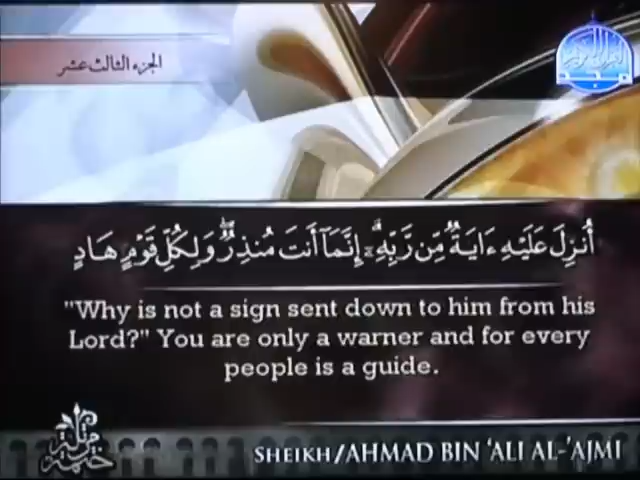 الجزء الثالث عشر
أُنزِلَ عَلَيْهِ ءَايَةٌ مِّن رَّبِّهِۦٓ ۗ إِنَّمَآ أَنتَ مُنذِرٌ ۖ وَلِكُلِّ قَوْمٍ هَادٍ
"Why is not a sign sent down to him from his
Lord?" You are only a warner and for every
people is a guide.
SHEIKH/AHMAD BIN 'ALI AL-'AJMI